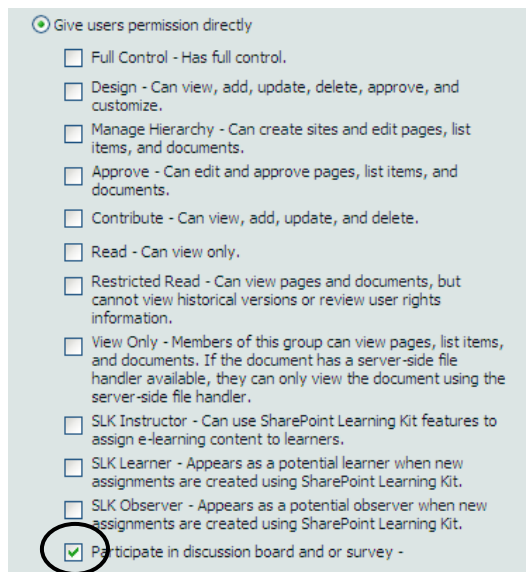 Give users permission directly
Full Control - Has full control.
Design - Can view, add, update, delete, approve, and
customize.
Manage Hierarchy - Can create sites and edit pages, list
items, and documents.
Approve - Can edit and approve pages, list items, and
documents.
Contribute - Can view, add, update, and delete.
Read - Can view only.
Restricted Read - Can view pages and documents, but
cannot view historical versions or review user rights
information.
View Only - Members of this group can view pages, list items,
and documents. If the document has a server-side file
handler available, they can only view the document using the
server-side file handler.
SLK Instructor - Can use SharePoint Learning Kit features to
assign e-learning content to learners.
SLK Learner - Appears as a potential learner when new
assignments are created using SharePoint Learning Kit.
SLK Observer - Appears as a potential observer when new
assignments are created using SharePoint Learning Kit.
Participate in discussion board and or survey -